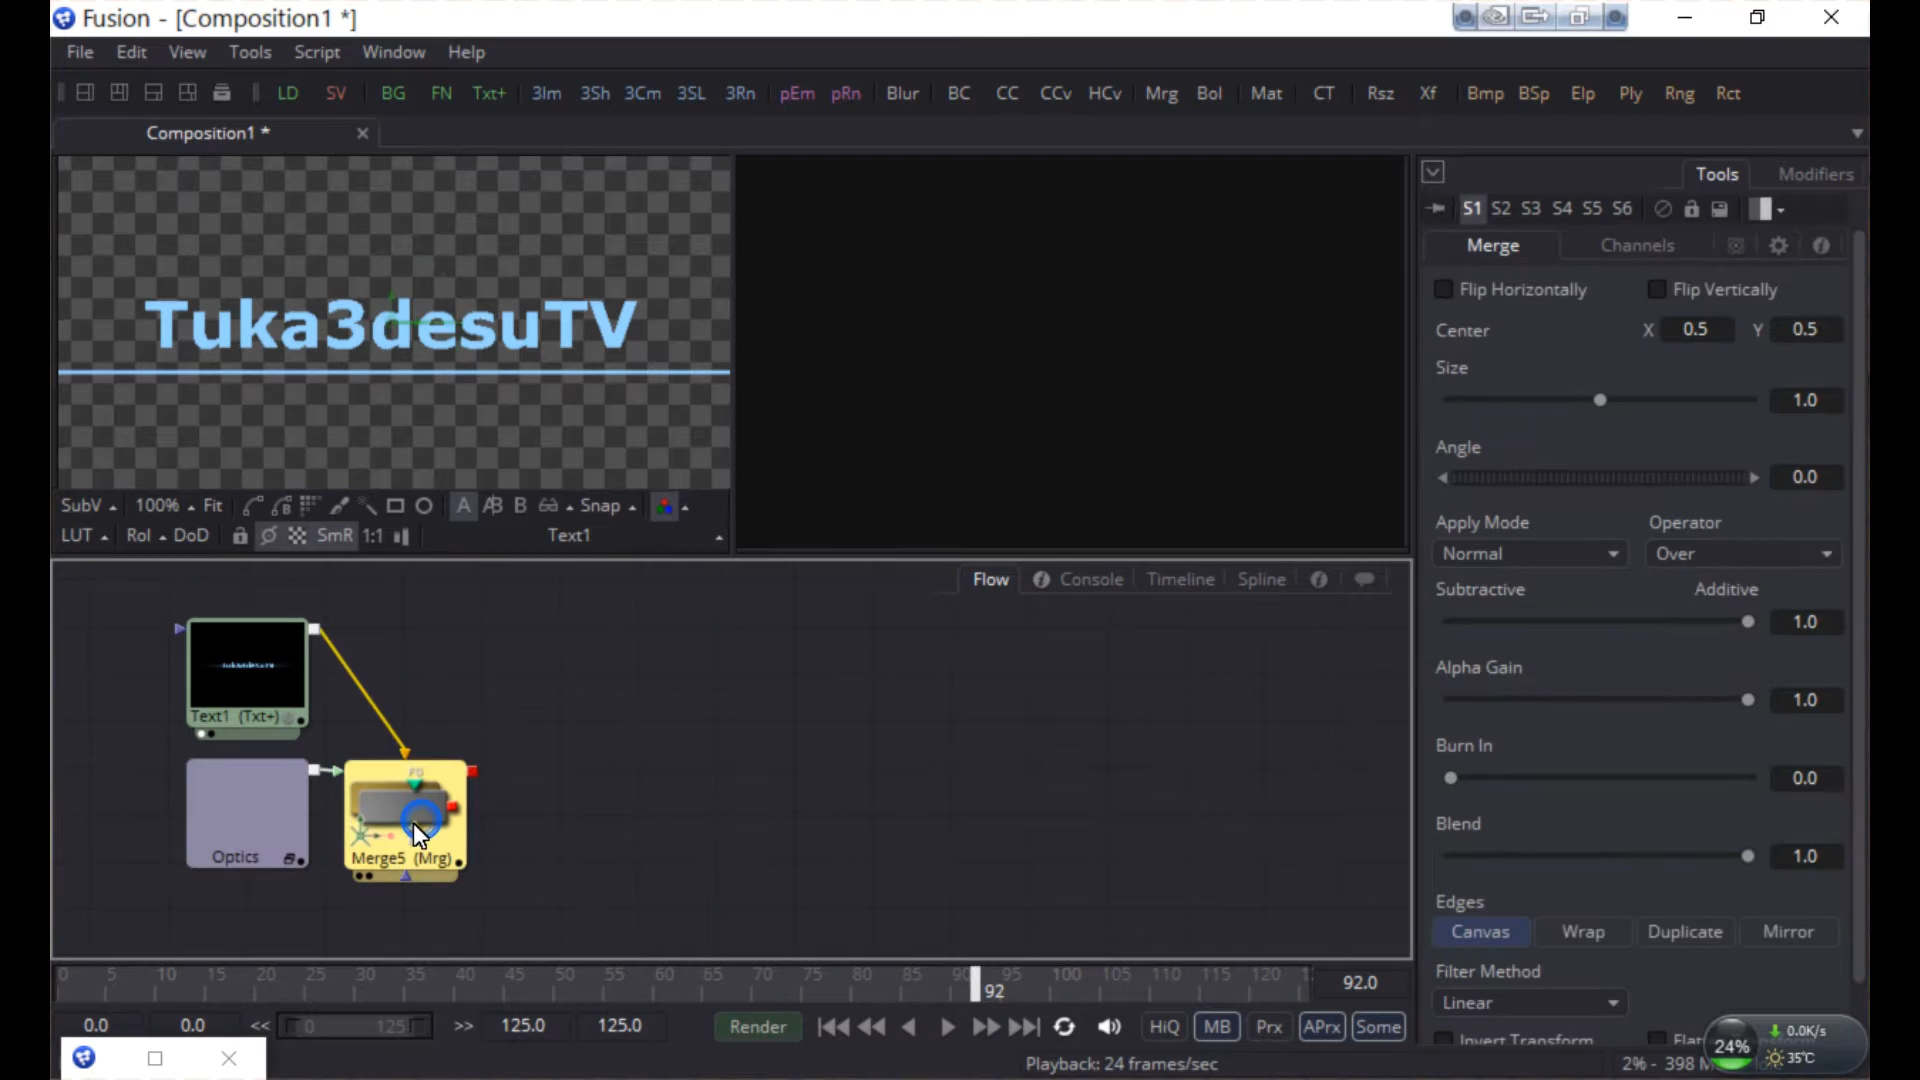 Fusion - [Composition1 *]
File Edit View Tools Script Window Help
LD SV BG FN Txt+ 3Im 3Sh 3Cm 3SL 3Rn pEm pRn Blur BC CC CCv HCv Mrg Bol Mat CT Rsz Xf Bmp BSp Elp Ply Rng Rct
Composition1 *
Tools Modifiers
S1 S2 S3 S4 S5 S6
Merge Channels
Flip Horizontally Flip Vertically
Center X 0.5 Y 0.5
Size
1.0
Angle
0.0
Apply Mode Operator
Normal Over
Subtractive Additive
1.0
Alpha Gain
1.0
Burn In
0.0
Blend
1.0
Edges
Canvas Wrap Duplicate Mirror
Filter Method
Linear
Invert Transform
Tuka3desuTV
SubV 100% Fit A B Snap
LUT RoI DoD SmR 1:1 Text1
Flow Console Timeline Spline
Tuka3desuTV
Text1 (Txt+)
Optics
FG
Merge5 (Mrg)
0 5 10 15 20 25 30 35 40 45 50 55 60 65 70 75 80 85 90 95 100 105 110 115 120
92
92.0
0.0 0.0 << 0 125 >> 125.0 125.0 Render HiQ MB Prx APrx Some
Playback: 24 frames/sec
2% - 398 M
24% 0.0K/s
35℃